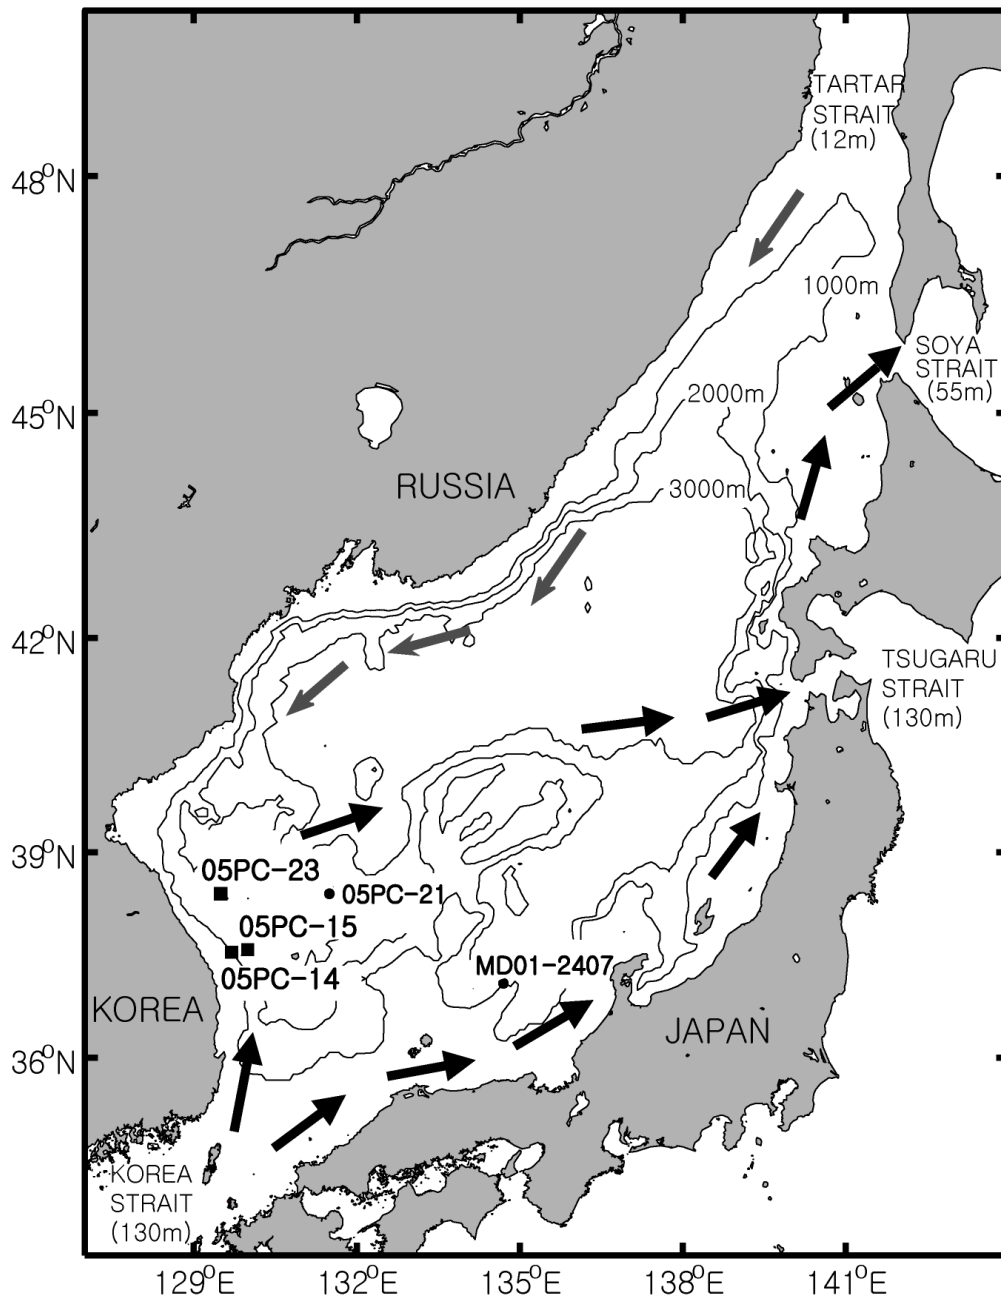 TARTAR
STRAIT
(12m)
48°N
1000m
SOYA
STRAIT
(55m)
2000m
45°N
RUSSIA
3000m
42°N
TSUGARU
STRAIT
(130m)
39°N
05PC-23
05PC-21
05PC-15
MD01-2407
05PC-14
KOREA
JAPAN
36°N
KOREA
STRAIT
(130m)
129°E
132°E
135°E
138°E
141°E